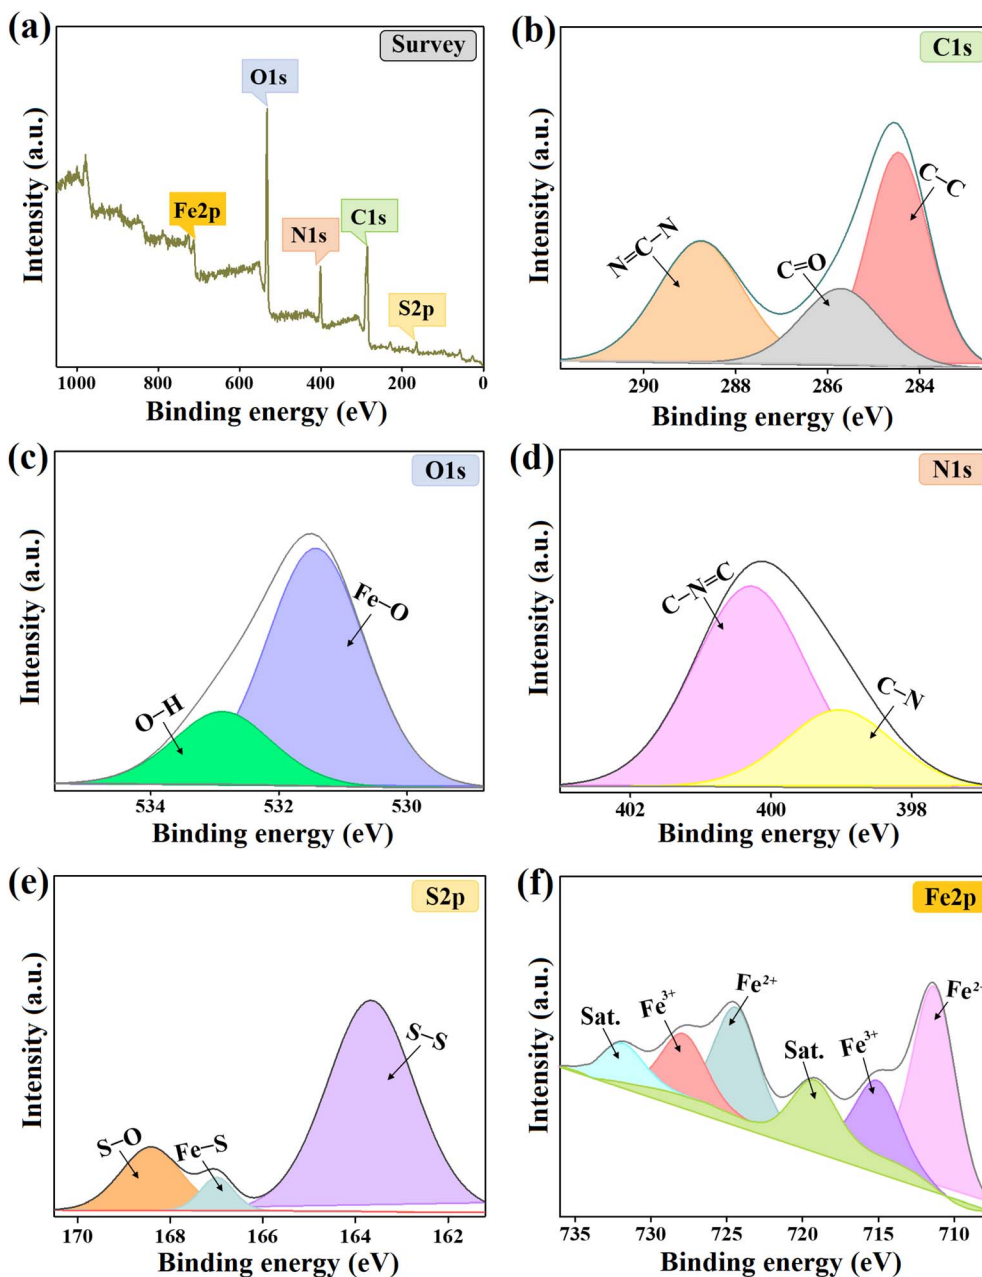 (a)
Survey
O1s
Fe2p
N1s
C1s
S2p
Intensity (a.u.)
1000 800 600 400 200 0
Binding energy (eV)
(b)
C1s
N=C–N
C=O
C–C
Intensity (a.u.)
290 288 286 284
Binding energy (eV)
(c)
O1s
Fe–O
O–H
Intensity (a.u.)
534 532 530
Binding energy (eV)
(d)
N1s
C–N=C
C–N
Intensity (a.u.)
402 400 398
Binding energy (eV)
(e)
S2p
S–S
S–O
Fe–S
Intensity (a.u.)
170 168 166 164 162
Binding energy (eV)
(f)
Fe2p
Sat.
Fe³⁺
Fe²⁺
Sat.
Fe³⁺
Fe²⁺
Intensity (a.u.)
735 730 725 720 715 710
Binding energy (eV)